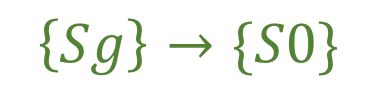 {Sg} → {S0}